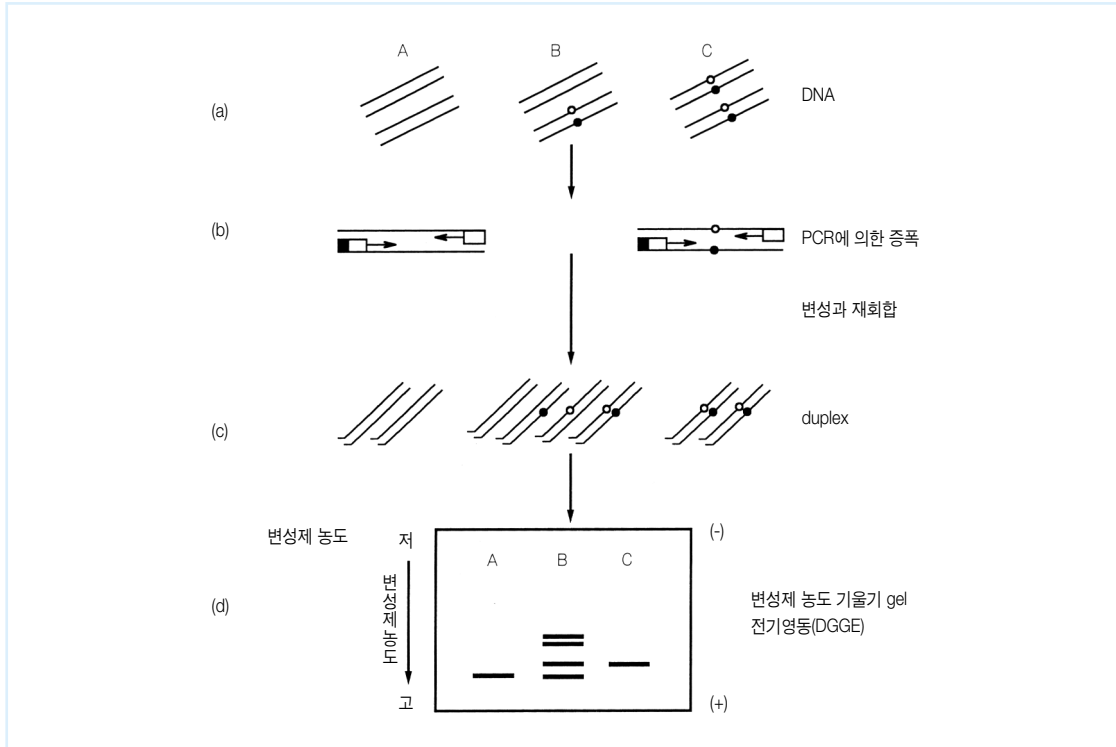 A B C
(a) DNA
(b) PCR에 의한 증폭
변성과 재회합
(c) duplex
변성제 농도 저 (-)
A B C
변성제농도
(d) 변성제 농도 기울기 gel
전기영동(DGGE)
고 (+)